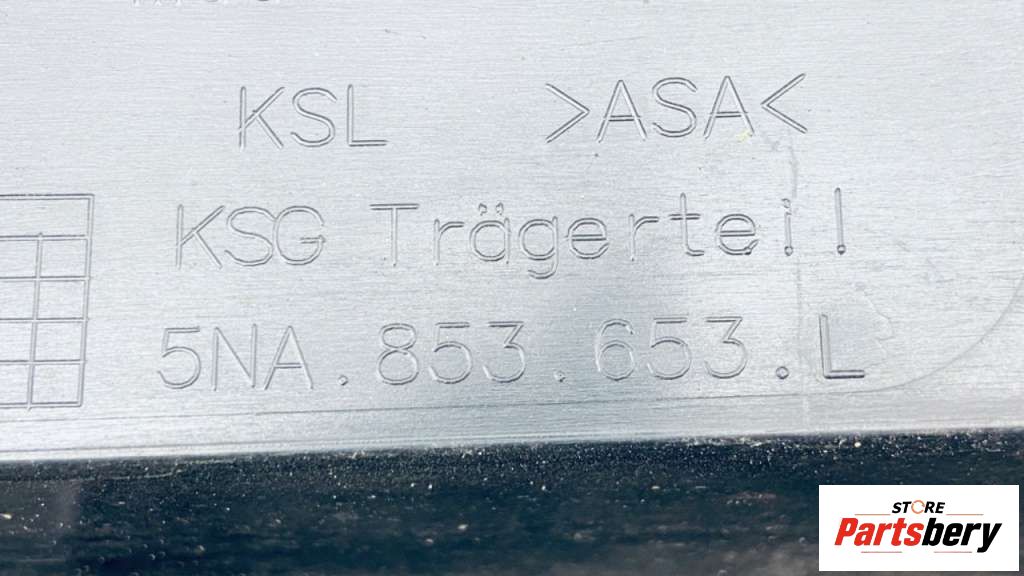 KSL >ASA<
KSG Trägerteil
5NA.853.653.L
STORE
Partsbery